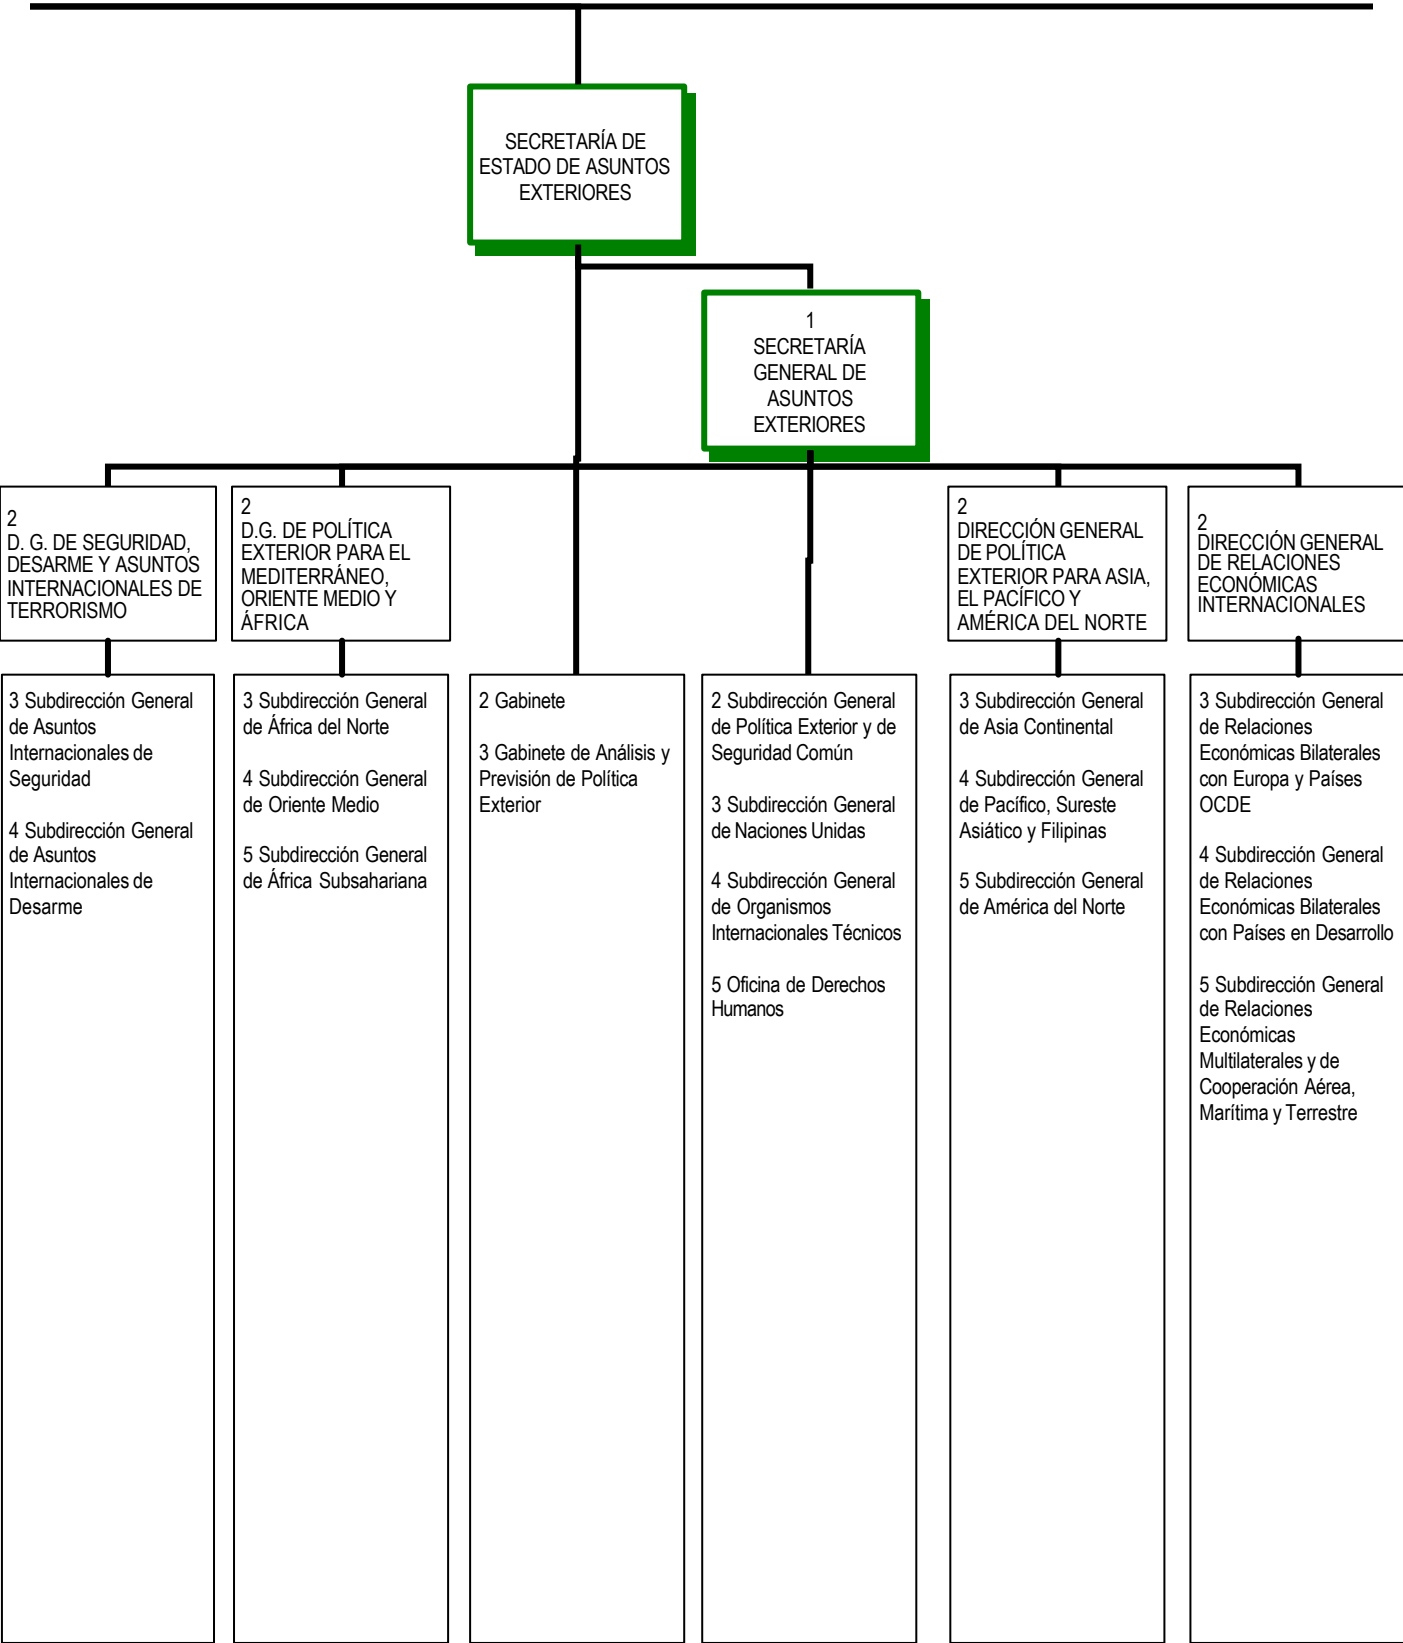 SECRETARÍA DE
ESTADO DE ASUNTOS
EXTERIORES
1
SECRETARÍA
GENERAL DE
ASUNTOS
EXTERIORES
2
D. G. DE SEGURIDAD,
DESARME Y ASUNTOS
INTERNACIONALES DE
TERRORISMO
2
D.G. DE POLÍTICA
EXTERIOR PARA EL
MEDITERRÁNEO,
ORIENTE MEDIO Y
ÁFRICA
2
DIRECCIÓN GENERAL
DE POLÍTICA
EXTERIOR PARA ASIA,
EL PACÍFICO Y
AMÉRICA DEL NORTE
2
DIRECCIÓN GENERAL
DE RELACIONES
ECONÓMICAS
INTERNACIONALES
3 Subdirección General
de Asuntos
Internacionales de
Seguridad
4 Subdirección General
de Asuntos
Internacionales de
Desarme
3 Subdirección General
de África del Norte
4 Subdirección General
de Oriente Medio
5 Subdirección General
de África Subsahariana
2 Gabinete
3 Gabinete de Análisis y
Previsión de Política
Exterior
2 Subdirección General
de Política Exterior y de
Seguridad Común
3 Subdirección General
de Naciones Unidas
4 Subdirección General
de Organismos
Internacionales Técnicos
5 Oficina de Derechos
Humanos
3 Subdirección General
de Asia Continental
4 Subdirección General
de Pacífico, Sureste
Asiático y Filipinas
5 Subdirección General
de América del Norte
3 Subdirección General
de Relaciones
Económicas Bilaterales
con Europa y Países
OCDE
4 Subdirección General
de Relaciones
Económicas Bilaterales
con Países en Desarrollo
5 Subdirección General
de Relaciones
Económicas
Multilaterales y de
Cooperación Aérea,
Marítima y Terrestre